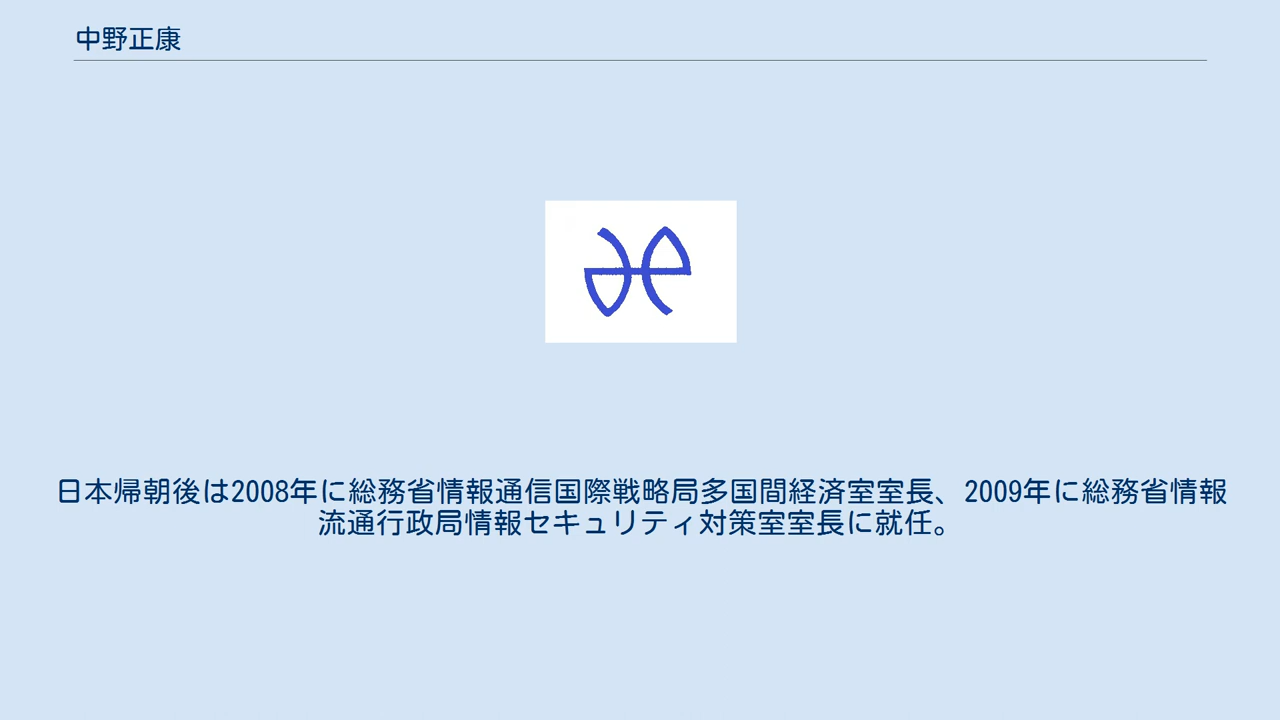 中野正康
日本帰朝後は2008年に総務省情報通信国際戦略局多国間経済室室長、2009年に総務省情報
流通行政局情報セキュリティ対策室室長に就任。